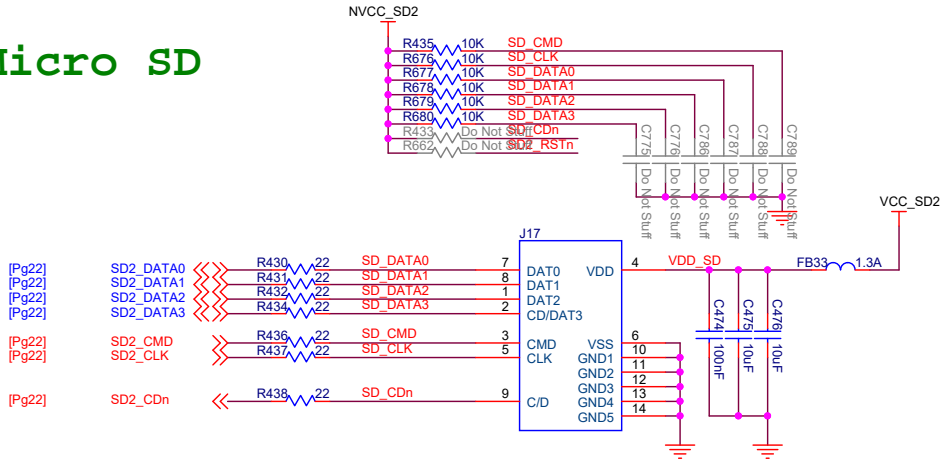 Micro SD
NVCC_SD2
R435 10K SD_CMD
R676 10K SD_CLK
R677 10K SD_DATA0
R678 10K SD_DATA1
R679 10K SD_DATA2
R680 10K SD_DATA3
R433 Do Not Stuff SD_CDn
R662 Do Not Stuff SD2_RSTn
C775 Do Not Stuff
C776 Do Not Stuff
C786 Do Not Stuff
C787 Do Not Stuff
C788 Do Not Stuff
C789 Do Not Stuff
VCC_SD2
J17
[Pg22] SD2_DATA0 R430 22 SD_DATA0 7 DAT0 VDD 4 VDD_SD FB33 1.3A
[Pg22] SD2_DATA1 R431 22 SD_DATA1 8 DAT1
[Pg22] SD2_DATA2 R432 22 SD_DATA2 1 DAT2
[Pg22] SD2_DATA3 R434 22 SD_DATA3 2 CD/DAT3
C474 100nF
C475 10uF
C476 10uF
[Pg22] SD2_CMD R436 22 SD_CMD 3 CMD VSS 6
[Pg22] SD2_CLK R437 22 SD_CLK 5 CLK GND1 10
GND2 11
GND3 12
[Pg22] SD2_CDn R438 22 SD_CDn 9 C/D GND4 13
GND5 14